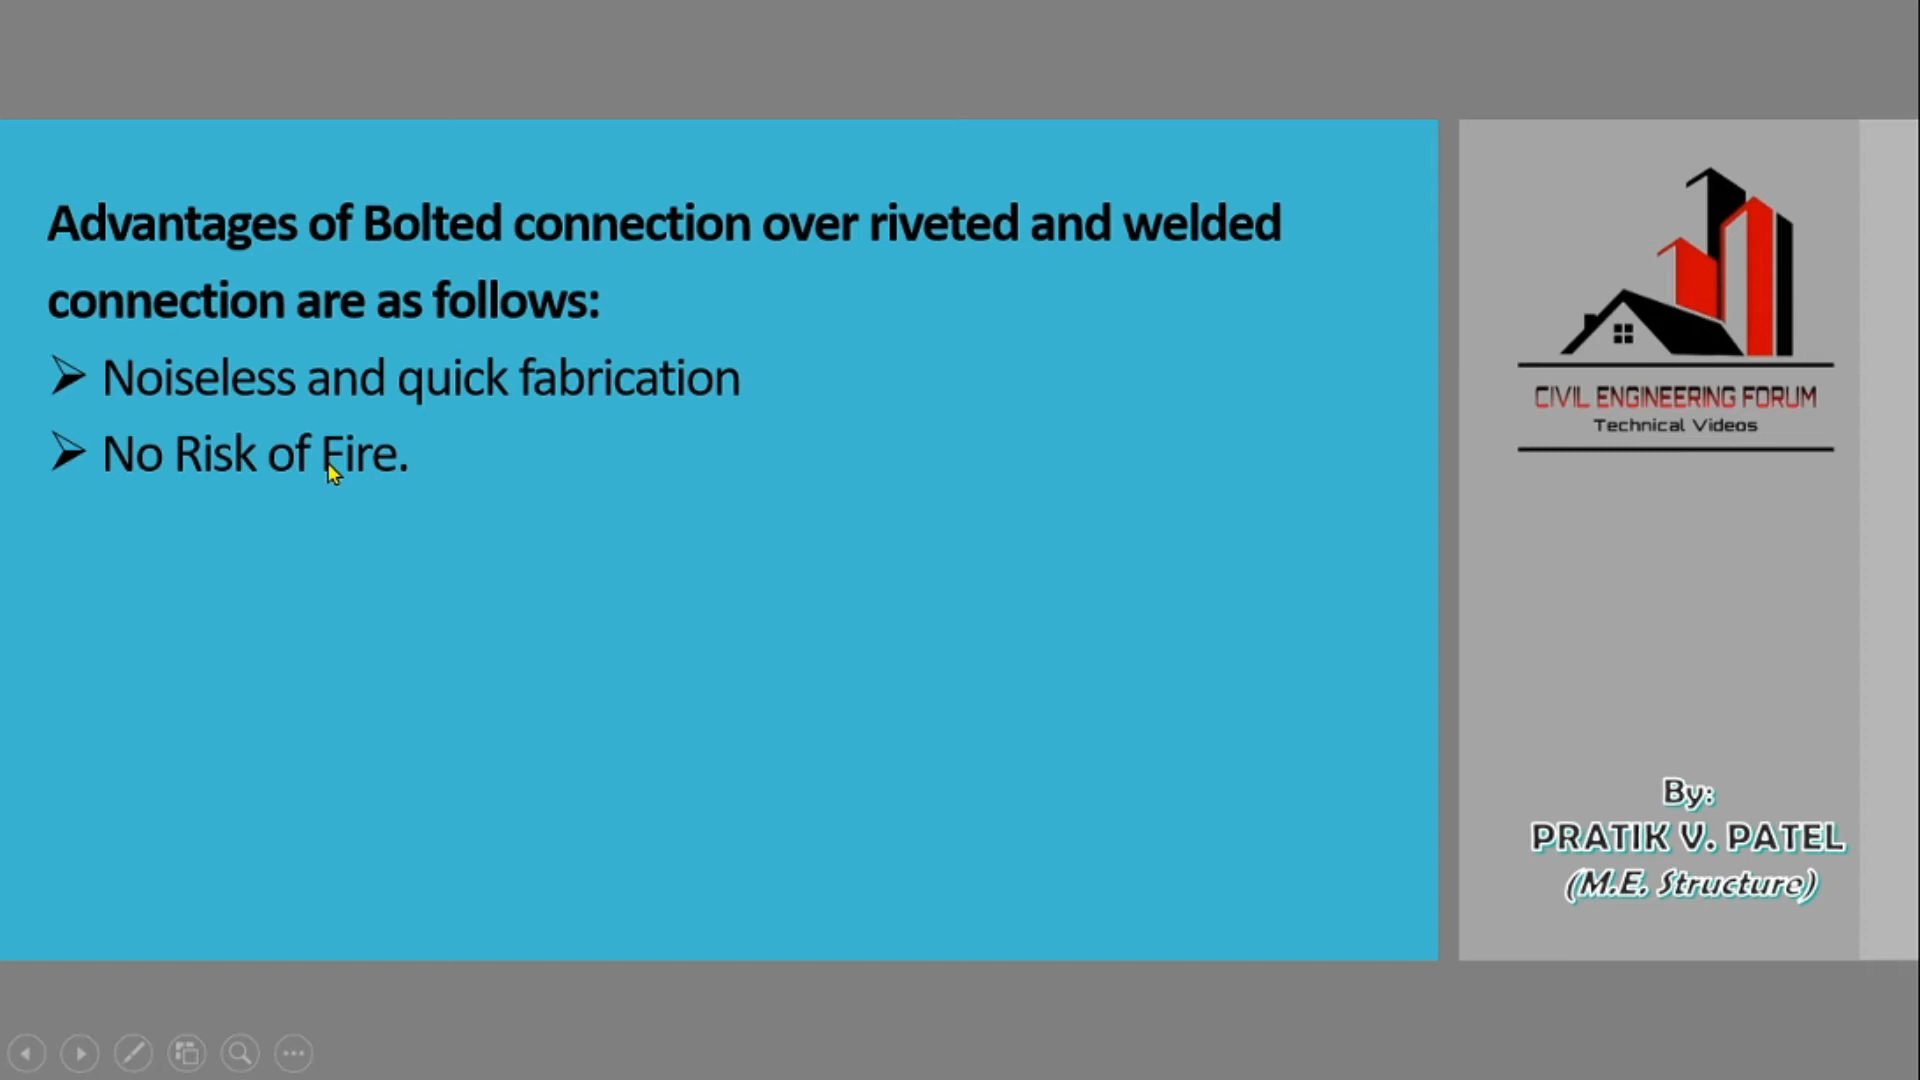 Advantages of Bolted connection over riveted and welded
connection are as follows:
Noiseless and quick fabrication
No Risk of Fire.
CIVIL ENGINEERING FORUM
Technical Videos
By:
PRATIK V. PATEL
(M.E. Structure)